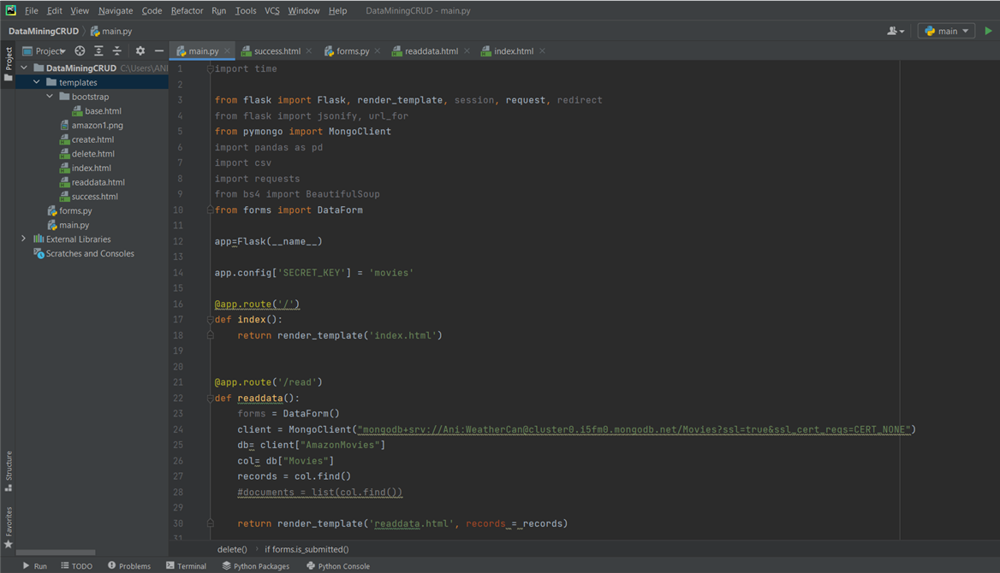 File Edit View Navigate Code Refactor Run Tools VCS Window Help DataMiningCRUD - main.py
DataMiningCRUD main.py main
Project
Project
DataMiningCRUD C:\Users\ANI
templates
bootstrap
base.html
amazon1.png
create.html
delete.html
index.html
readdata.html
success.html
forms.py
main.py
External Libraries
Scratches and Consoles
Structure
Favorites
main.py success.html forms.py readdata.html index.html
1 import time
2
3 from flask import Flask, render_template, session, request, redirect
4 from flask import jsonify, url_for
5 from pymongo import MongoClient
6 import pandas as pd
7 import csv
8 import requests
9 from bs4 import BeautifulSoup
10 from forms import DataForm
11
12 app=Flask(__name__)
13
14 app.config['SECRET_KEY'] = 'movies'
15
16 @app.route('/')
17 def index():
18 return render_template('index.html')
19
20
21 @app.route('/read')
22 def readdata():
23 forms = DataForm()
24 client = MongoClient("mongodb+srv://Ani:WeatherCan@cluster0.i5fm0.mongodb.net/Movies?ssl=true&ssl_cert_reqs=CERT_NONE")
25 db= client["AmazonMovies"]
26 col= db["Movies"]
27 records = col.find()
28 #documents = list(col.find())
29
30 return render_template('readdata.html', records = records)
31
delete() if forms.is_submitted()
Run TODO Problems Terminal Python Packages Python Console